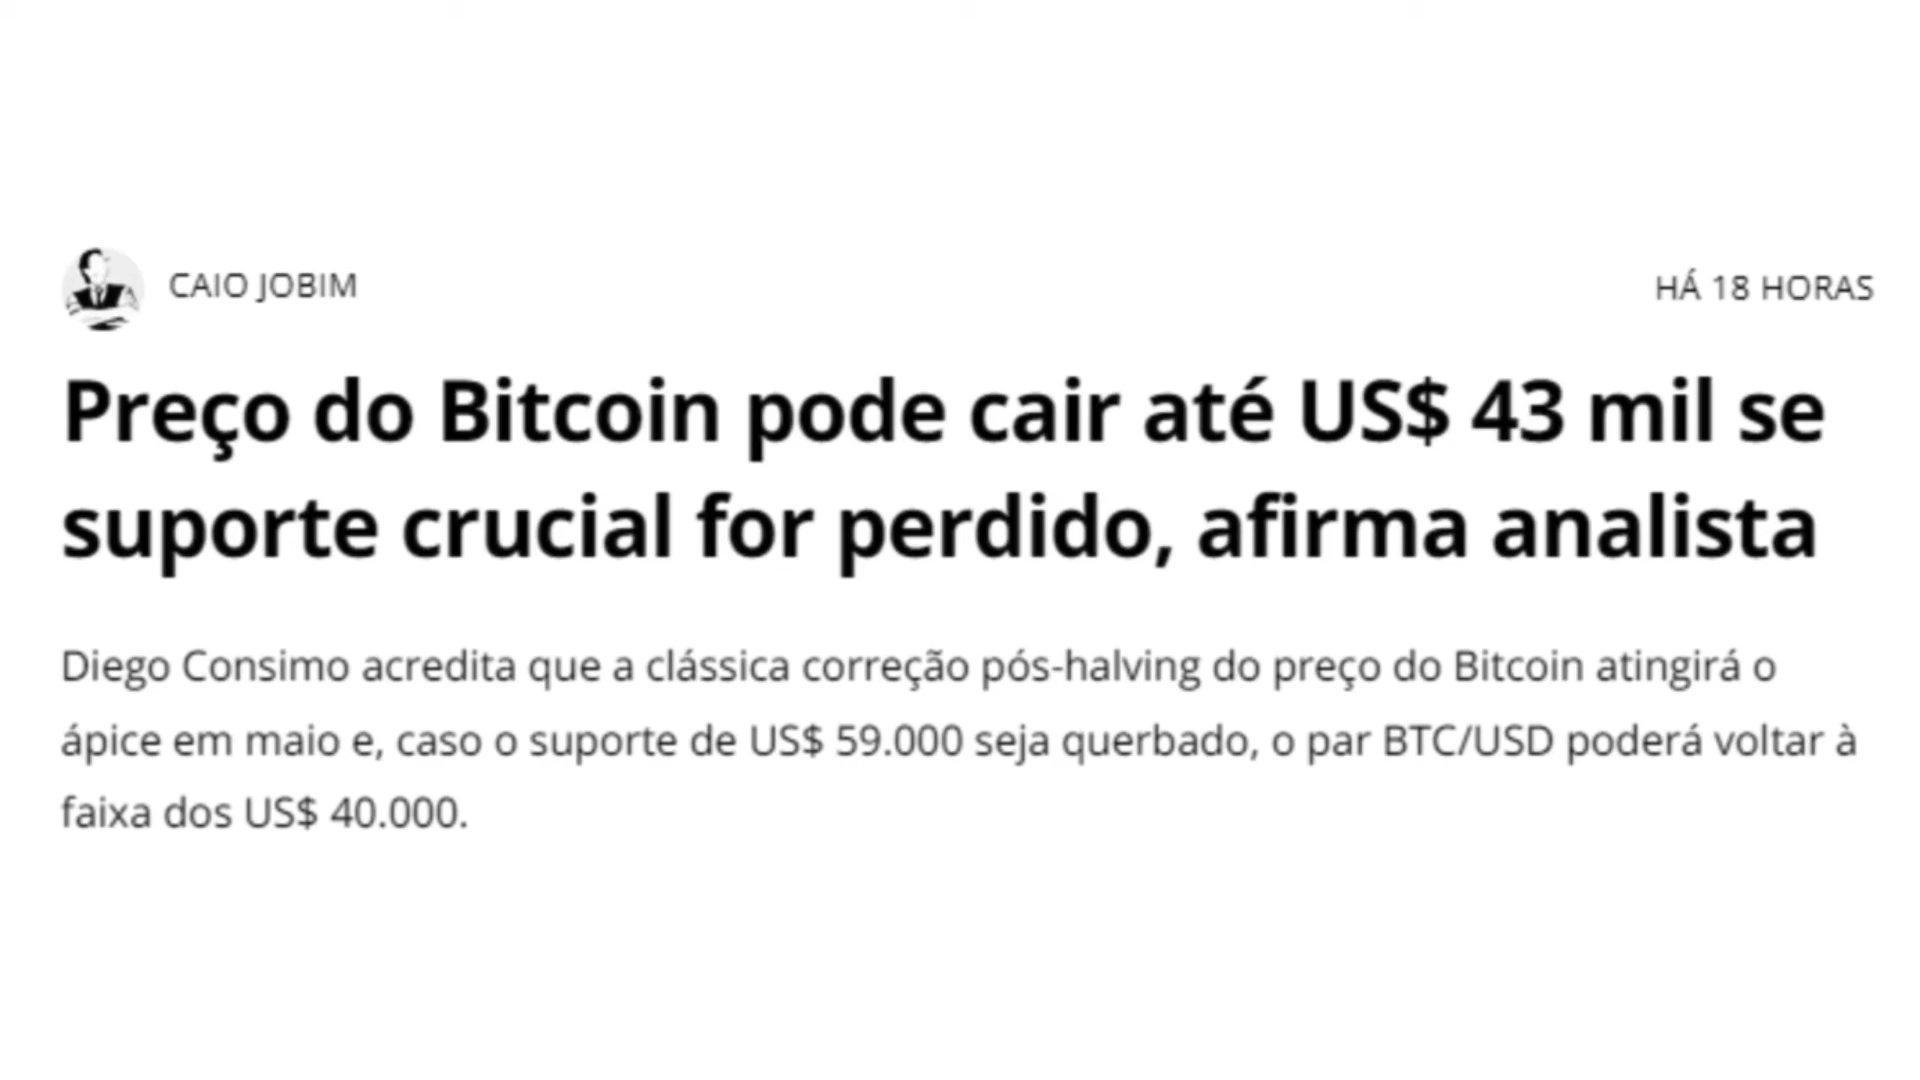 CAIO JOBIM
HÁ 18 HORAS
Preço do Bitcoin pode cair até US$ 43 mil se
suporte crucial for perdido, afirma analista
Diego Consimo acredita que a clássica correção pós-halving do preço do Bitcoin atingirá o
ápice em maio e, caso o suporte de US$ 59.000 seja querbado, o par BTC/USD poderá voltar à
faixa dos US$ 40.000.